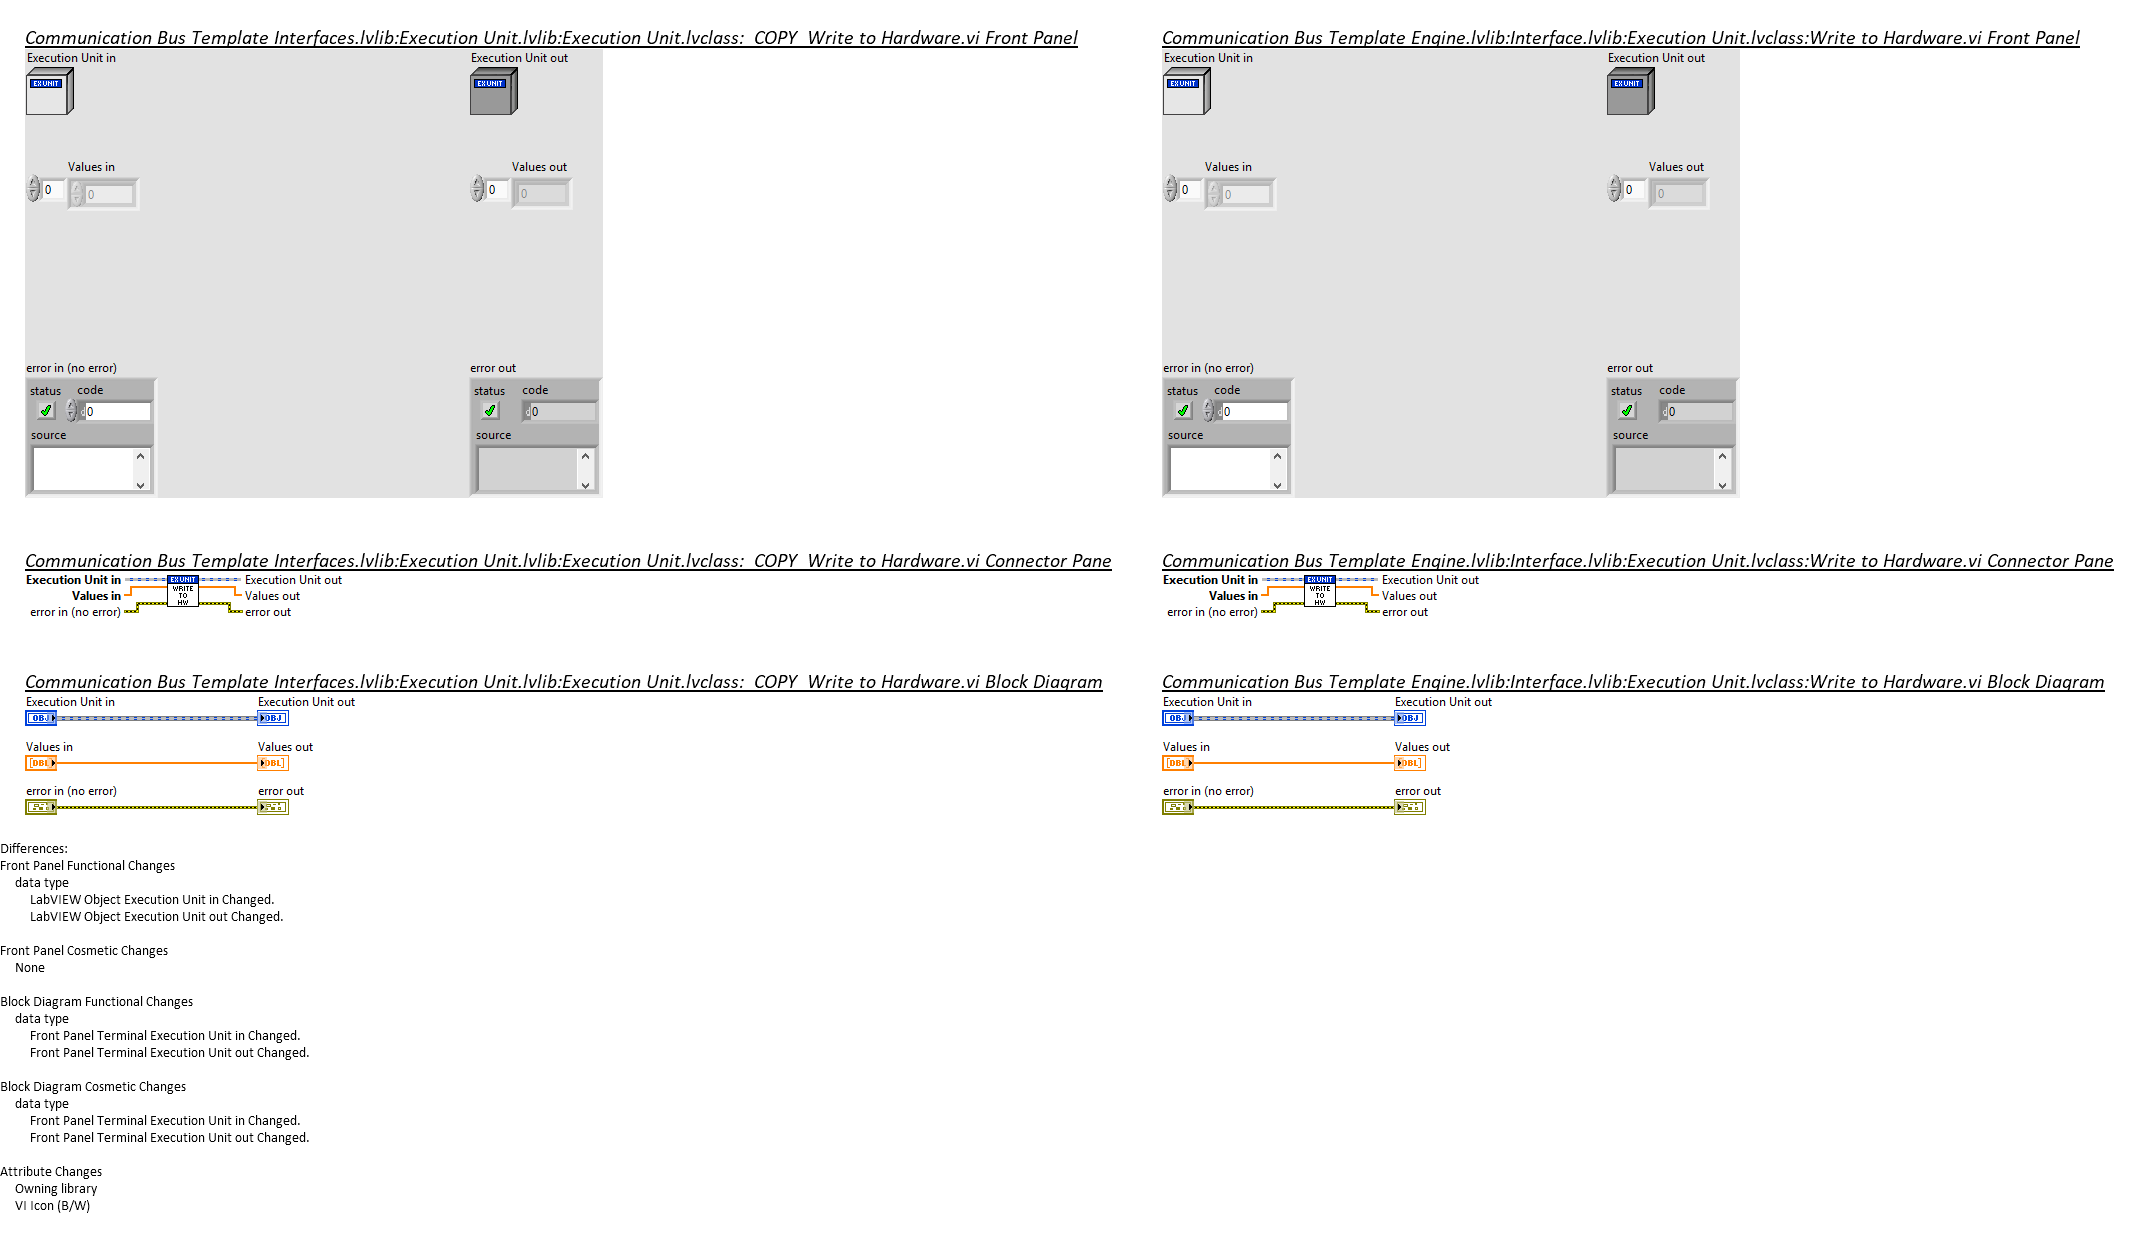 Communication Bus Template Interfaces.lvlib:Execution Unit.lvlib:Execution Unit.lvclass:  COPY  Write to Hardware.vi Front Panel
Execution Unit in
Execution Unit out
EX UNIT
EX UNIT
Values in
Values out
0
0
0
0
error in (no error)
error out
status
code
status
code
d 0
d 0
source
source
Communication Bus Template Engine.lvlib:Interface.lvlib:Execution Unit.lvclass:Write to Hardware.vi Front Panel
Execution Unit in
Execution Unit out
EX UNIT
EX UNIT
Values in
Values out
0
0
0
0
error in (no error)
error out
status
code
status
code
d 0
d 0
source
source
Communication Bus Template Interfaces.lvlib:Execution Unit.lvlib:Execution Unit.lvclass:  COPY  Write to Hardware.vi Connector Pane
Execution Unit in
EX UNIT
Execution Unit out
Values in
WRITE
TO
HW
Values out
error in (no error)
error out
Communication Bus Template Engine.lvlib:Interface.lvlib:Execution Unit.lvclass:Write to Hardware.vi Connector Pane
Execution Unit in
EX UNIT
Execution Unit out
Values in
WRITE
TO
HW
Values out
error in (no error)
error out
Communication Bus Template Interfaces.lvlib:Execution Unit.lvlib:Execution Unit.lvclass:  COPY  Write to Hardware.vi Block Diagram
Execution Unit in
Execution Unit out
OBJ
OBJ
Values in
Values out
[DBL]
[DBL]
error in (no error)
error out
Communication Bus Template Engine.lvlib:Interface.lvlib:Execution Unit.lvclass:Write to Hardware.vi Block Diagram
Execution Unit in
Execution Unit out
OBJ
OBJ
Values in
Values out
[DBL]
[DBL]
error in (no error)
error out
Differences:
Front Panel Functional Changes
data type
LabVIEW Object Execution Unit in Changed.
LabVIEW Object Execution Unit out Changed.
Front Panel Cosmetic Changes
None
Block Diagram Functional Changes
data type
Front Panel Terminal Execution Unit in Changed.
Front Panel Terminal Execution Unit out Changed.
Block Diagram Cosmetic Changes
data type
Front Panel Terminal Execution Unit in Changed.
Front Panel Terminal Execution Unit out Changed.
Attribute Changes
Owning library
VI Icon (B/W)